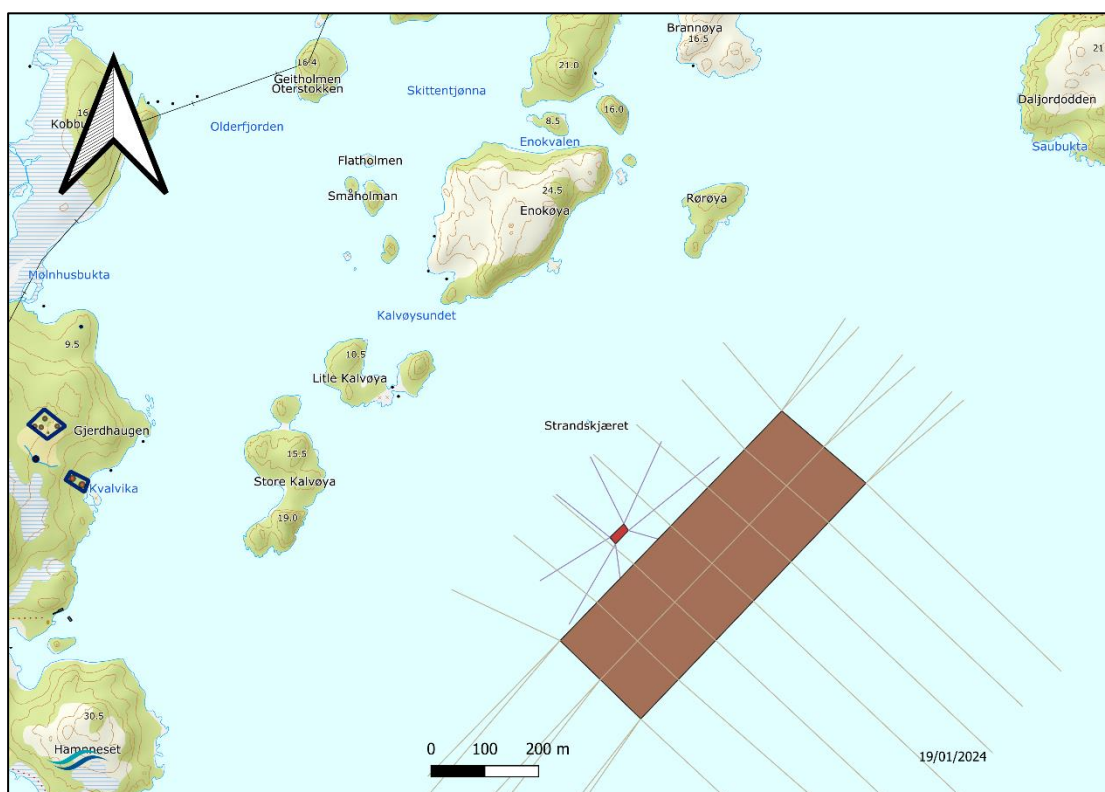 Brannøya
16.5
21.0
21
16.4
Geitholmen
Oterstokken
Skittentjønna
Daljordodden
16.0
8.5
Olderfjorden
Enokvalen
Saubukta
Flatholmen
Småholman
24.5
Enokøya
Rørøya
Mølnhusbukta
Kalvøysundet
9.5
10.5
Litle Kalvøya
Gjerdhaugen
Strandskjæret
15.5
Store Kalvøya
Kvalvika
19.0
30.5
0 100 200 m
19/01/2024